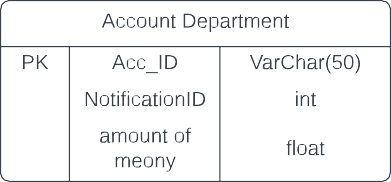 Account Department
PK Acc_ID VarChar(50)
NotificationID int
amount of
meony float